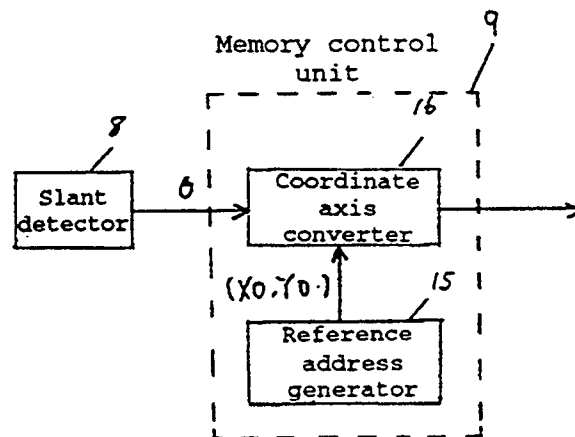 9
Memory control
unit
8
16
Slant
detector
θ
Coordinate
axis
converter
(X0, Y0)
15
Reference
address
generator